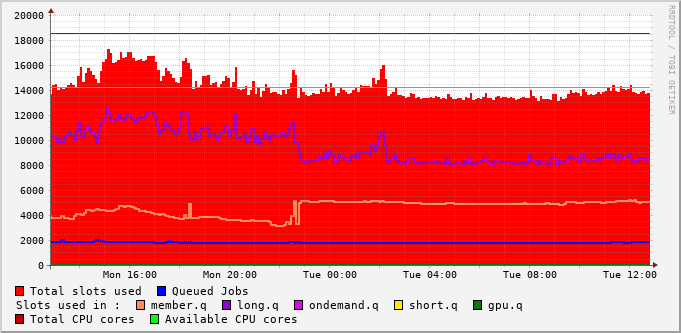 20000
18000
16000
14000
12000
10000
8000
6000
4000
2000
0
Mon 16:00 Mon 20:00 Tue 00:00 Tue 04:00 Tue 08:00 Tue 12:00
RRDTOOL / TOBI OETIKER
Total slots used Queued Jobs
Slots used in : member.q long.q ondemand.q short.q gpu.q
Total CPU cores Available CPU cores